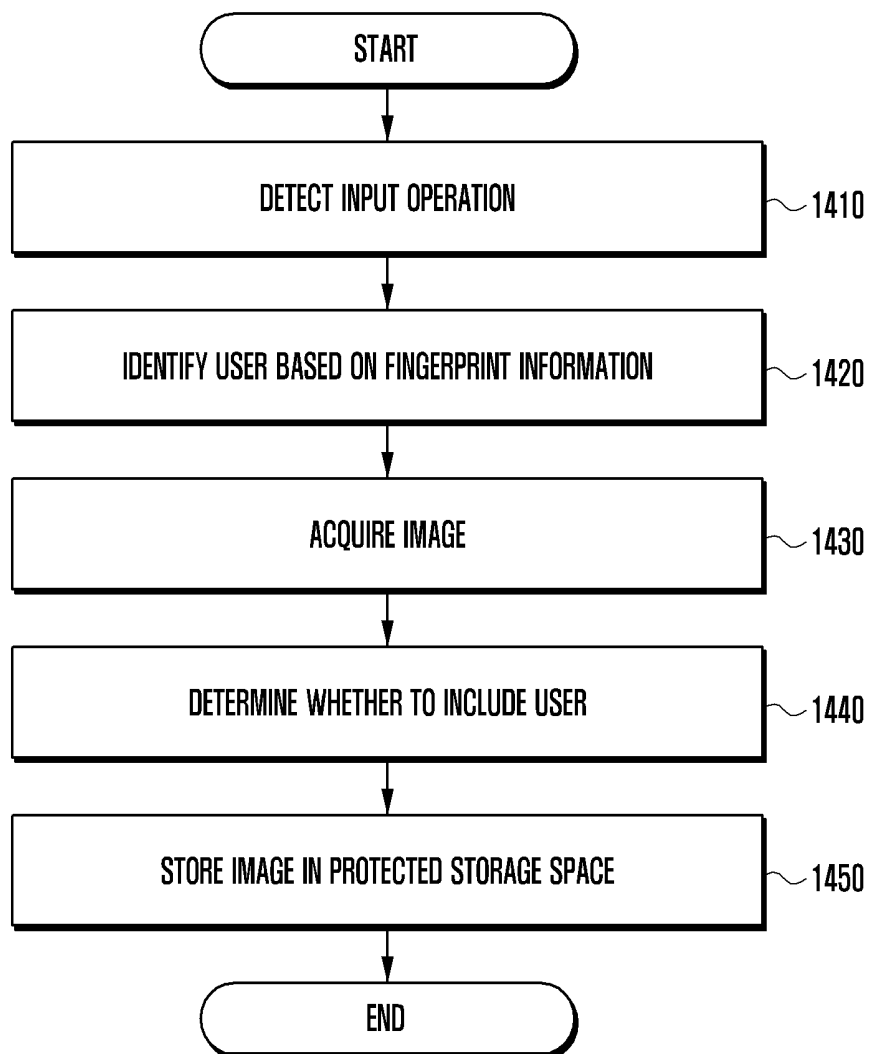 START
DETECT INPUT OPERATION
1410
IDENTIFY USER BASED ON FINGERPRINT INFORMATION
1420
ACQUIRE IMAGE
1430
DETERMINE WHETHER TO INCLUDE USER
1440
STORE IMAGE IN PROTECTED STORAGE SPACE
1450
END